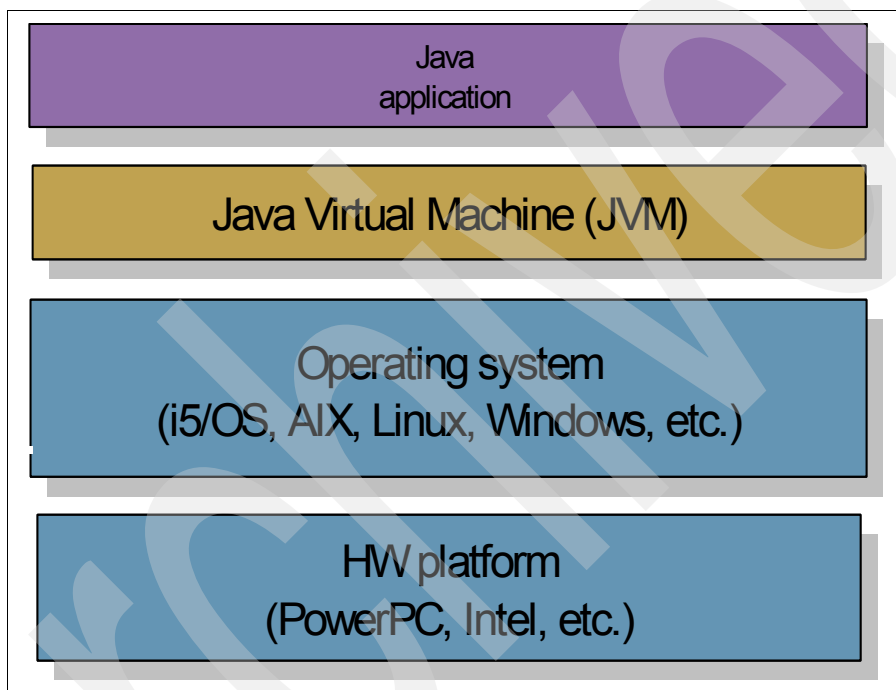 Java
application
Java Virtual Machine (JVM)
Operating system
(i5/OS, AIX, Linux, Windows, etc.)
HW platform
(PowerPC, Intel, etc.)